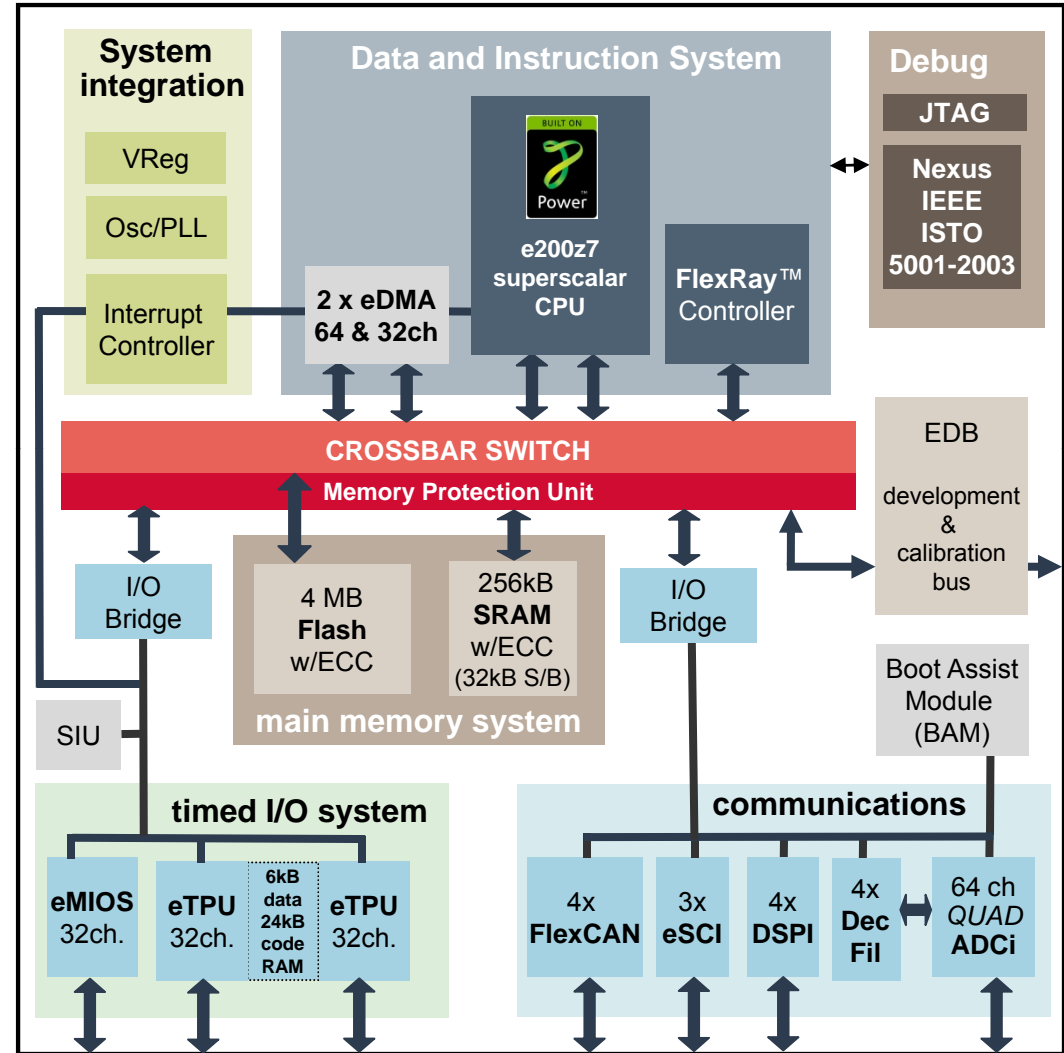 System
integration
VReg
Osc/PLL
Interrupt
Controller
Data and Instruction System
BUILT ON
Power™
e200z7
superscalar
CPU
2 x eDMA
64 & 32ch
FlexRay™
Controller
Debug
JTAG
Nexus
IEEE
ISTO
5001-2003
CROSSBAR SWITCH
Memory Protection Unit
EDB
development
&
calibration
bus
I/O
Bridge
4 MB
Flash
w/ECC
256kB
SRAM
w/ECC
(32kB S/B)
main memory system
I/O
Bridge
SIU
Boot Assist
Module
(BAM)
timed I/O system
eMIOS
32ch.
eTPU
32ch.
6kB
data
24kB
code
RAM
eTPU
32ch.
communications
4x
FlexCAN
3x
eSCI
4x
DSPI
4x
Dec
Fil
64 ch
QUAD
ADCi